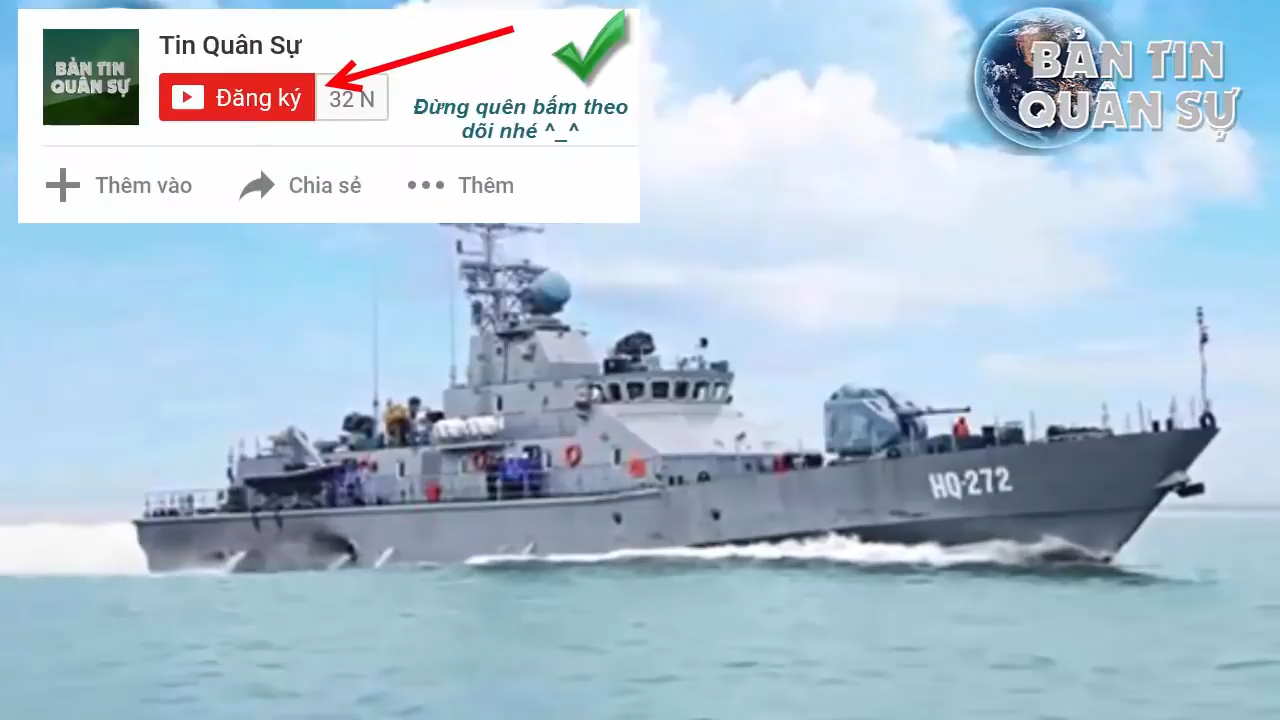 Tin Quân Sự
BẢN TIN
QUÂN SỰ
Đăng ký
32 N
Đừng quên bấm theo
dõi nhé ^_^
Thêm vào
Chia sẻ
Thêm
BẢN TIN
QUÂN SỰ
HQ-272